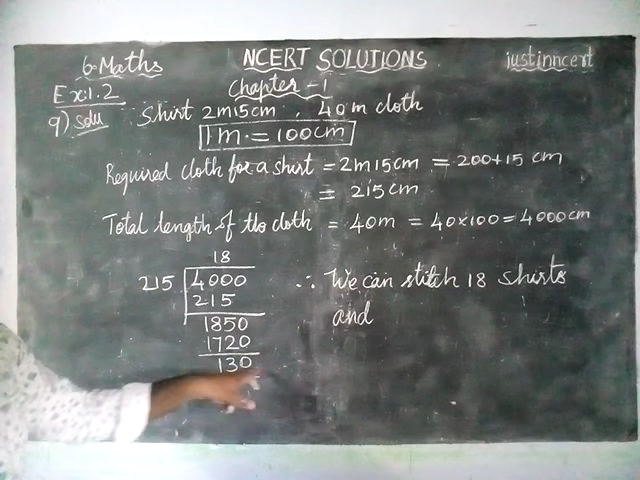 6-Maths NCERT SOLUTIONS justinncert
Ex:1.2 Chapter-1
9) Solu Shirt 2m15cm, 40m cloth
1m = 100cm
Required cloth for a shirt = 2m15cm = 200+15 cm
= 215cm
Total length of the cloth = 40m = 40×100 = 4000cm
18
215 4000 ∴ We can stitch 18 shirts
215 and
1850
1720
130